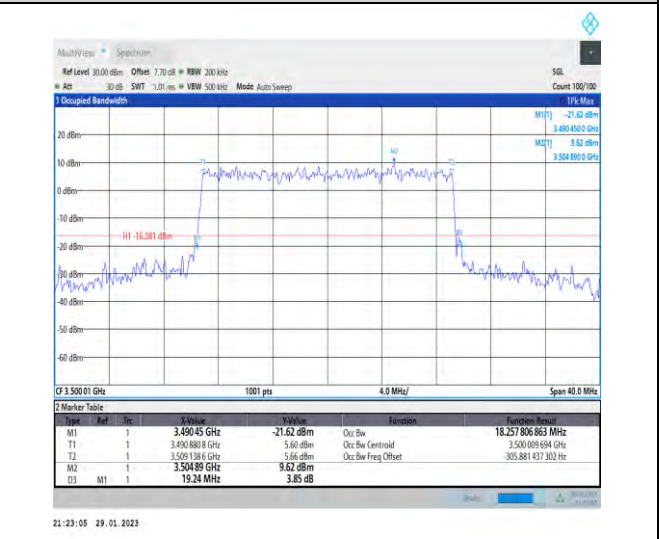 MultiView Spectrum
Ref Level 30.00 dBm Offset 7.70 dB RBW 200 kHz SGL
Att 30 dB SWT 1.01 ms VBW 500 kHz Mode Auto Sweep Count 100/100
1 Occupied Bandwidth 1Pk Max
M1[1] -21.62 dBm
3.490 450 0 GHz
M2[1] 9.62 dBm
3.504 890 0 GHz
20 dBm
M2
10 dBm
T1 T2
0 dBm
-10 dBm
H1 -16.381 dBm
-20 dBm
-30 dBm
-40 dBm
-50 dBm
-60 dBm
CF 3.500 01 GHz 1001 pts 4.0 MHz/ Span 40.0 MHz
2 Marker Table
Type Ref Trc X-Value Y-Value Function Function Result
M1 1 3.490 45 GHz -21.62 dBm Occ Bw 18.257 806 863 MHz
T1 1 3.490 880 8 GHz 5.60 dBm Occ Bw Centroid 3.500 009 694 GHz
T2 1 3.509 138 6 GHz 5.66 dBm Occ Bw Freq Offset -305.881 437 302 Hz
M2 1 3.504 89 GHz 9.62 dBm
D3 M1 1 19.24 MHz 3.85 dB
21:23:05 29.01.2023